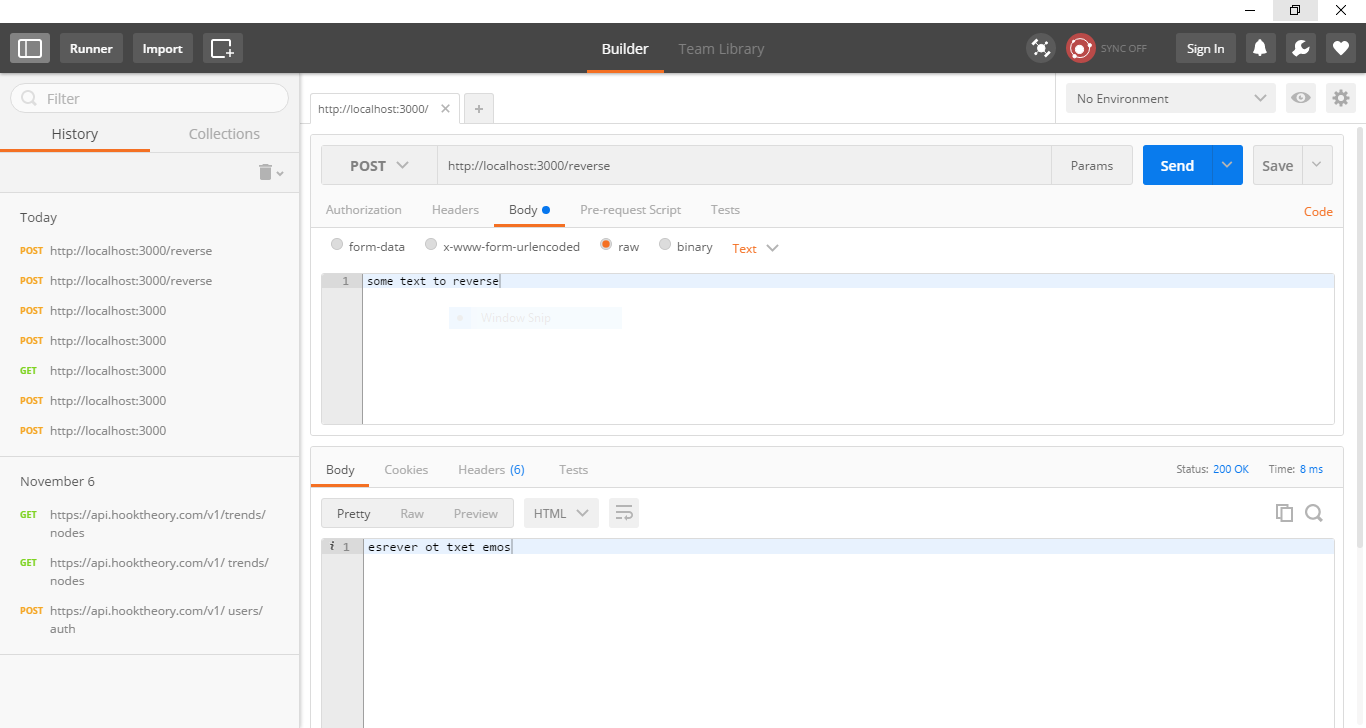 Runner
Import
Builder
Team Library
SYNC OFF
Sign In
Filter
History
Collections
Today
POST http://localhost:3000/reverse
POST http://localhost:3000/reverse
POST http://localhost:3000
POST http://localhost:3000
GET http://localhost:3000
POST http://localhost:3000
POST http://localhost:3000
November 6
GET https://api.hooktheory.com/v1/trends/
nodes
GET https://api.hooktheory.com/v1/ trends/
nodes
POST https://api.hooktheory.com/v1/ users/
auth
http://localhost:3000/
No Environment
POST
http://localhost:3000/reverse
Params
Send
Save
Authorization
Headers
Body
Pre-request Script
Tests
Code
form-data
x-www-form-urlencoded
raw
binary
Text
1 some text to reverse
Window Snip
Body
Cookies
Headers (6)
Tests
Status: 200 OK
Time: 8 ms
Pretty
Raw
Preview
HTML
i 1 esrever ot txet emos